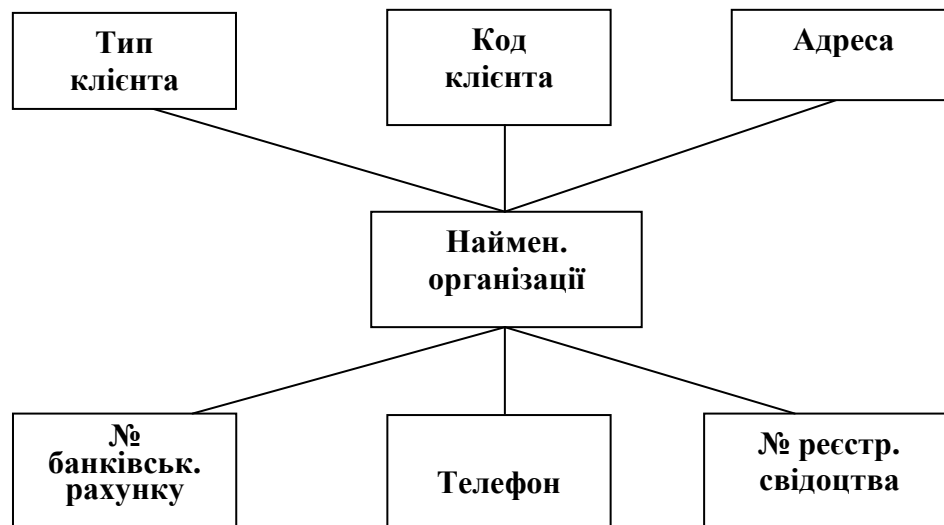 Тип
клієнта
Код
клієнта
Адреса
Наймен.
організації
№
банківськ.
рахунку
Телефон
№ реєстр.
свідоцтва